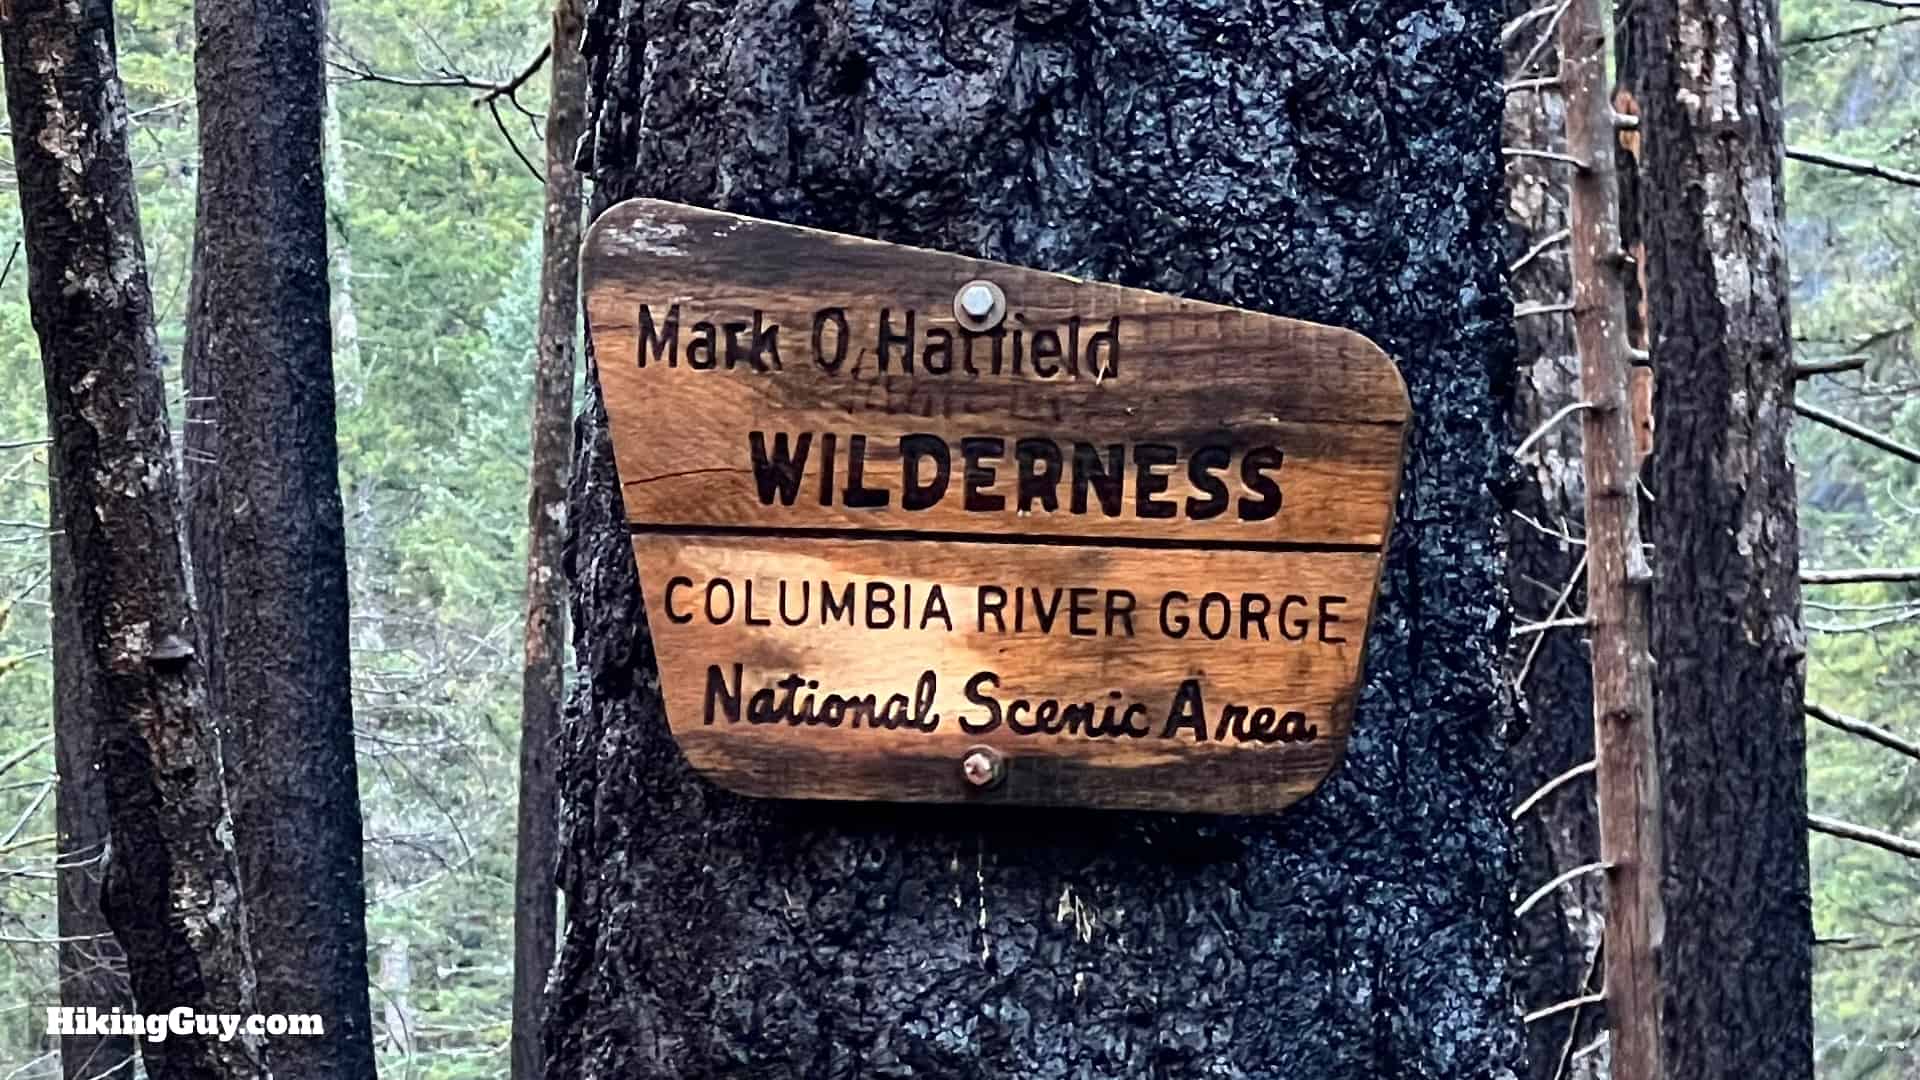 Mark O. Hatfield
WILDERNESS
COLUMBIA RIVER GORGE
National Scenic Area
HikingGuy.com